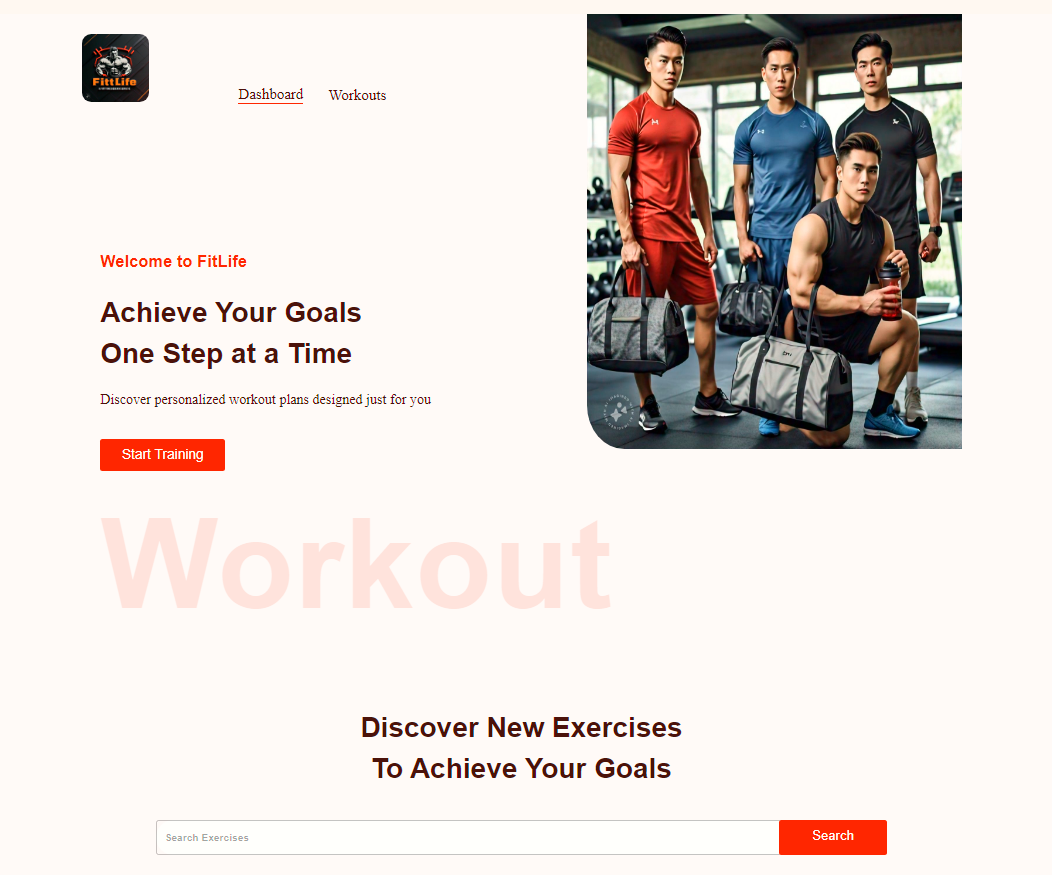 FittLife
Dashboard
Workouts
Welcome to FitLife
Achieve Your Goals
One Step at a Time
Discover personalized workout plans designed just for you
Start Training
Workout
Discover New Exercises
To Achieve Your Goals
Search Exercises
Search